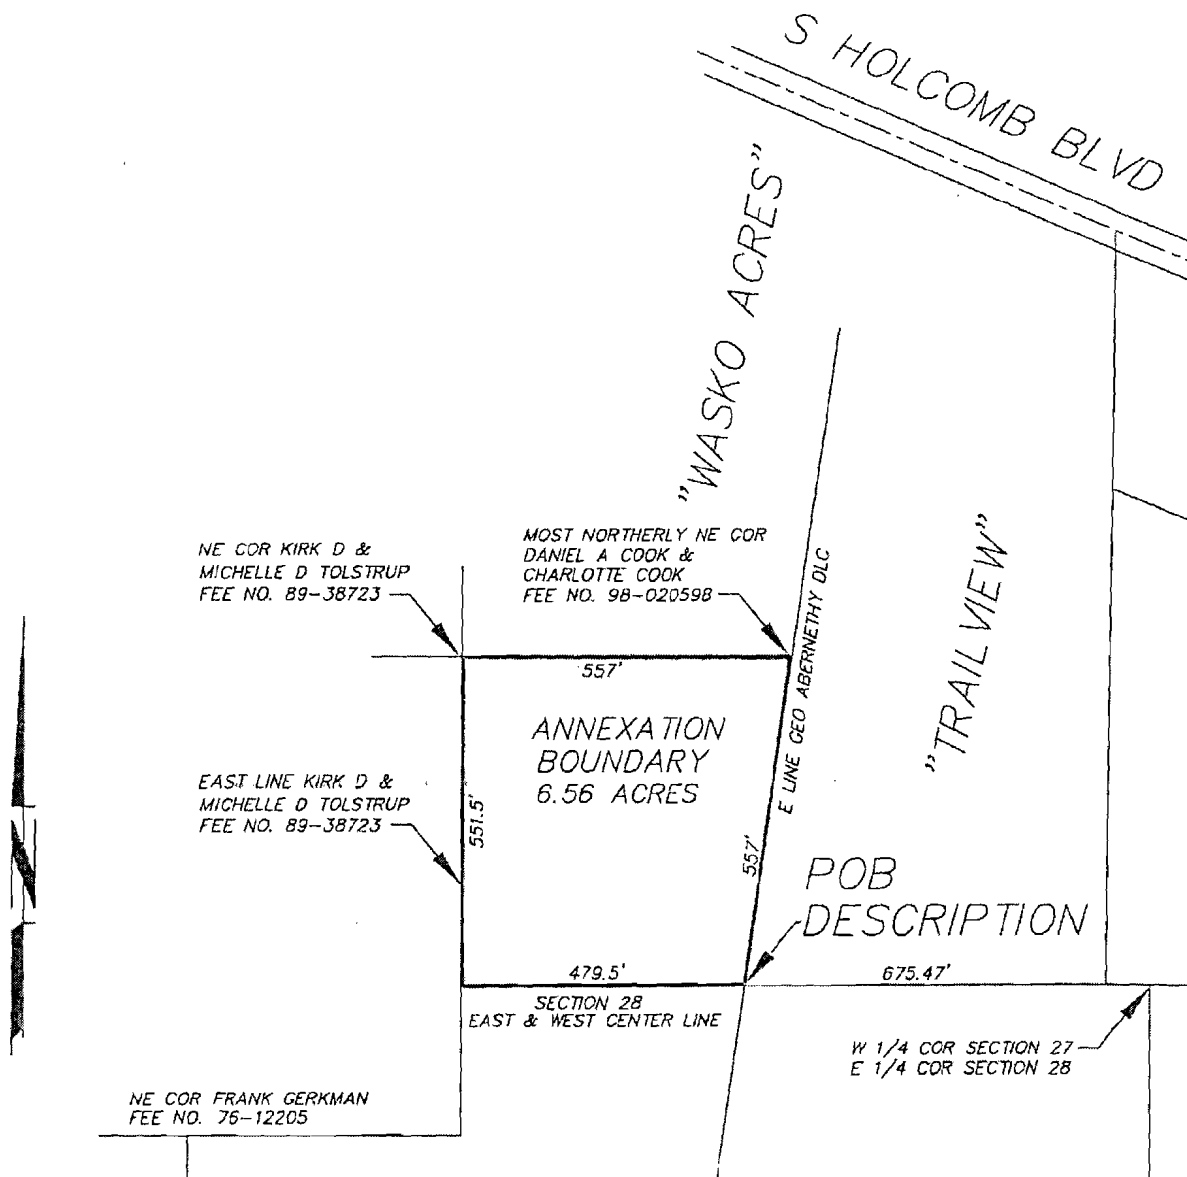 S HOLCOMB BLVD
"WASKO ACRES"
NE COR KIRK D &
MICHELLE D TOLSTRUP
FEE NO. 89-38723
MOST NORTHERLY NE COR
DANIEL A COOK &
CHARLOTTE COOK
FEE NO. 98-020598
"TRAILVIEW"
557'
E LINE GEO ABERNETHY DLC
ANNEXATION
BOUNDARY
6.56 ACRES
EAST LINE KIRK D &
MICHELLE D TOLSTRUP
FEE NO. 89-38723
551.5'
557'
N
POB
DESCRIPTION
479.5'
675.47'
SECTION 28
EAST & WEST CENTER LINE
W 1/4 COR SECTION 27
E 1/4 COR SECTION 28
NE COR FRANK GERKMAN
FEE NO. 76-12205